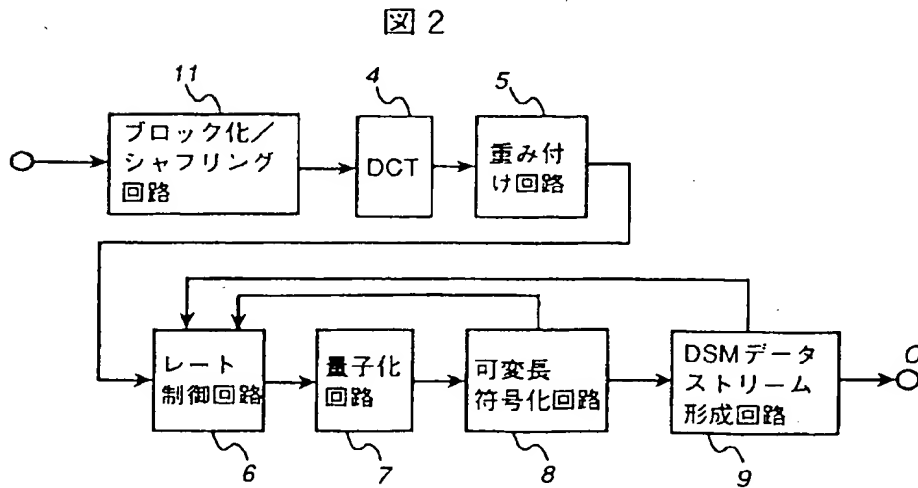 図2
11
ブロック化／
シャフリング
回路
4
DCT
5
重み付
け回路
レート
制御回路
6
量子化
回路
7
可変長
符号化回路
8
DSMデータ
ストリーム
形成回路
9
0